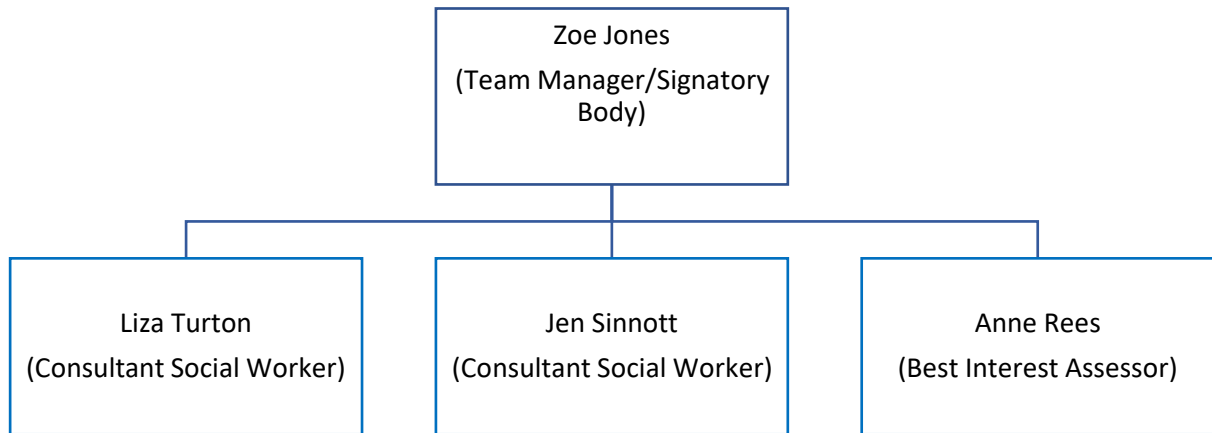 Zoe Jones
(Team Manager/Signatory
Body)
Liza Turton
(Consultant Social Worker)
Jen Sinnott
(Consultant Social Worker)
Anne Rees
(Best Interest Assessor)